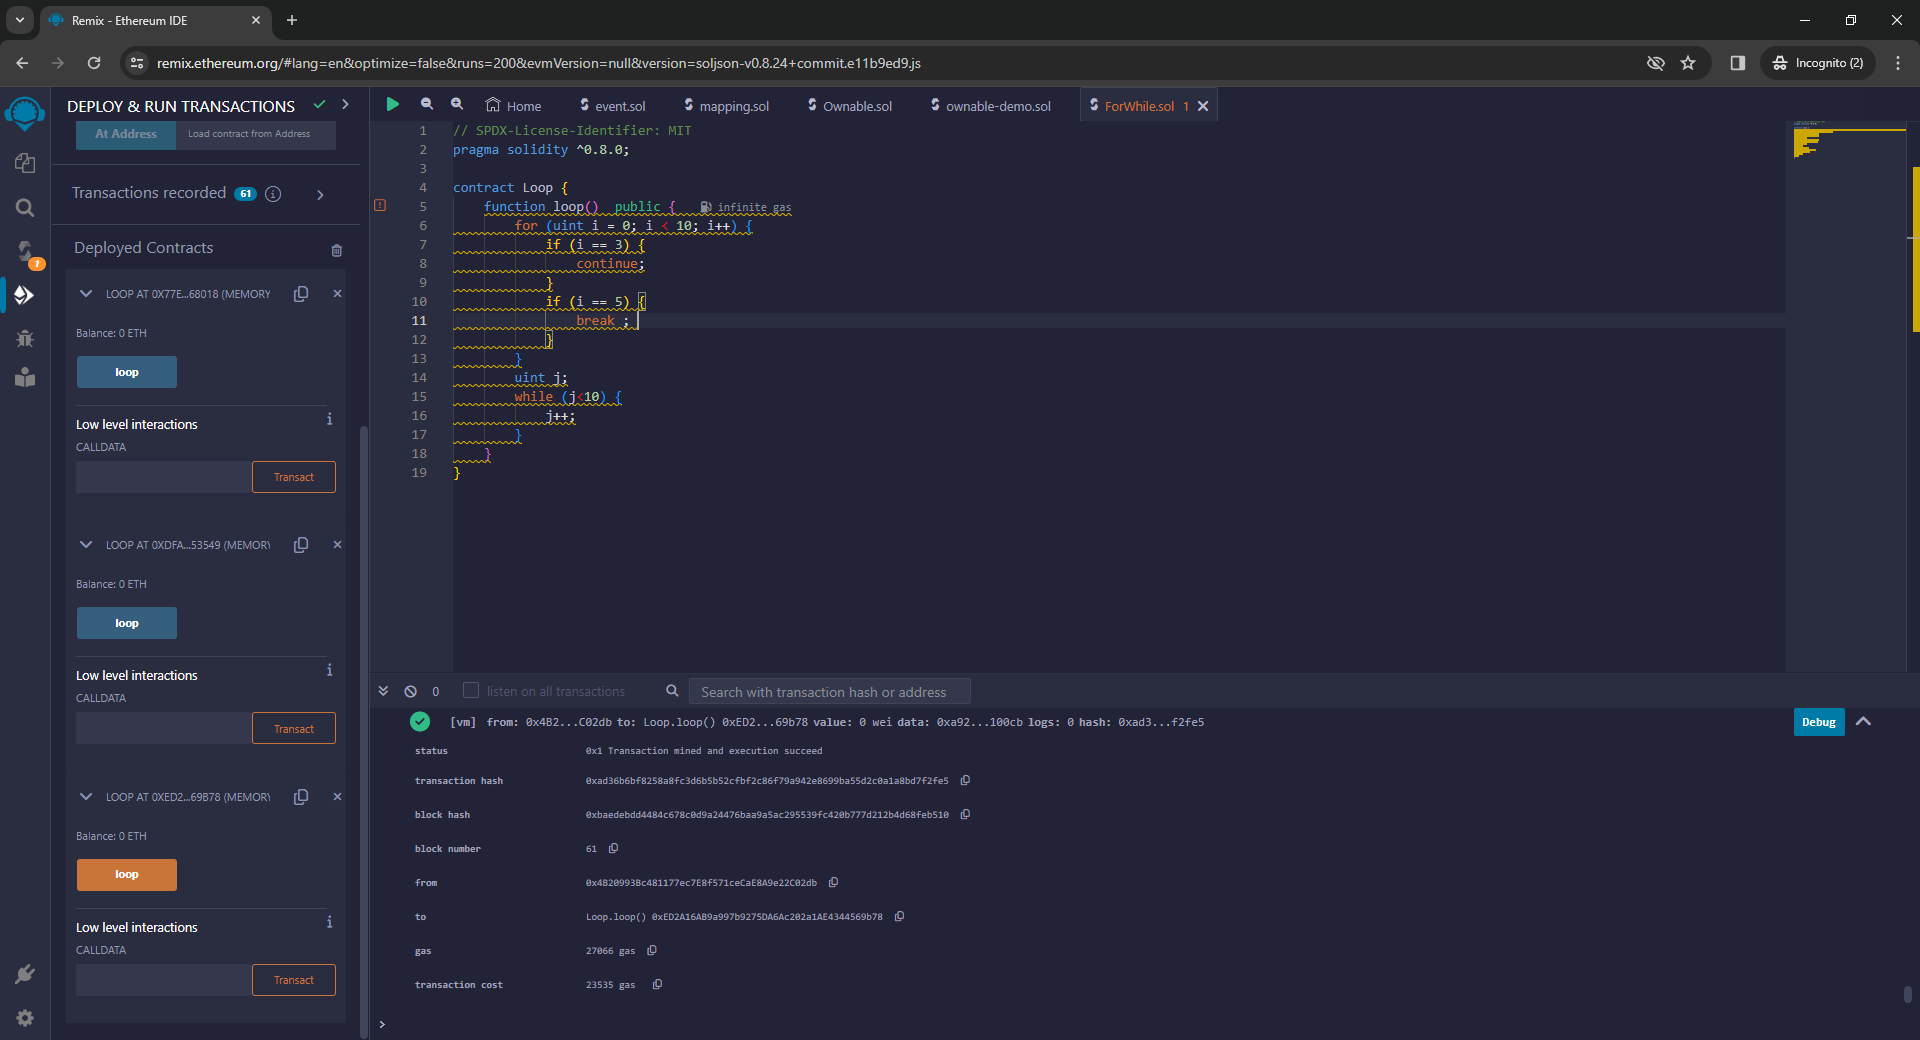 Remix - Ethereum IDE
remix.ethereum.org/#lang=en&optimize=false&runs=200&evmVersion=null&version=soljson-v0.8.24+commit.e11b9ed9.js
Incognito (2)
DEPLOY & RUN TRANSACTIONS
At Address
Load contract from Address
Transactions recorded 61
Deployed Contracts
1
LOOP AT 0X77E...68018 (MEMORY
Balance: 0 ETH
loop
Low level interactions
CALLDATA
Transact
LOOP AT 0XDFA...53549 (MEMORY
Balance: 0 ETH
loop
Low level interactions
CALLDATA
Transact
LOOP AT 0XED2...69B78 (MEMORY
Balance: 0 ETH
loop
Low level interactions
CALLDATA
Transact
Home event.sol mapping.sol Ownable.sol ownable-demo.sol ForWhile.sol 1
1 // SPDX-License-Identifier: MIT
2 pragma solidity ^0.8.0;
3
4 contract Loop {
5 function loop()  public { infinite gas
6 for (uint i = 0; i < 10; i++) {
7 if (i == 3) {
8 continue;
9 }
10 if (i == 5) {
11 break ;
12 }
13 }
14 uint j;
15 while (j<10) {
16 j++;
17 }
18 }
19 }
0 listen on all transactions Search with transaction hash or address
[vm] from: 0x4B2...C02db to: Loop.loop() 0xED2...69b78 value: 0 wei data: 0xa92...100cb logs: 0 hash: 0xad3...f2fe5 Debug
status 0x1 Transaction mined and execution succeed
transaction hash 0xad36b6bf8258a8fc3d6b5b52cfbf2c86f79a942e8699ba55d2c0a1a8bd7f2fe5
block hash 0xbaedebdd4484c678c0d9a24476baa9a5ac295539fc420b777d212b4d68feb510
block number 61
from 0x4B20993Bc481177ec7E8f571ceCaE8A9e22C02db
to Loop.loop() 0xED2A16AB9a997b9275DA6Ac202a1AE4344569b78
gas 27066 gas
transaction cost 23535 gas
>